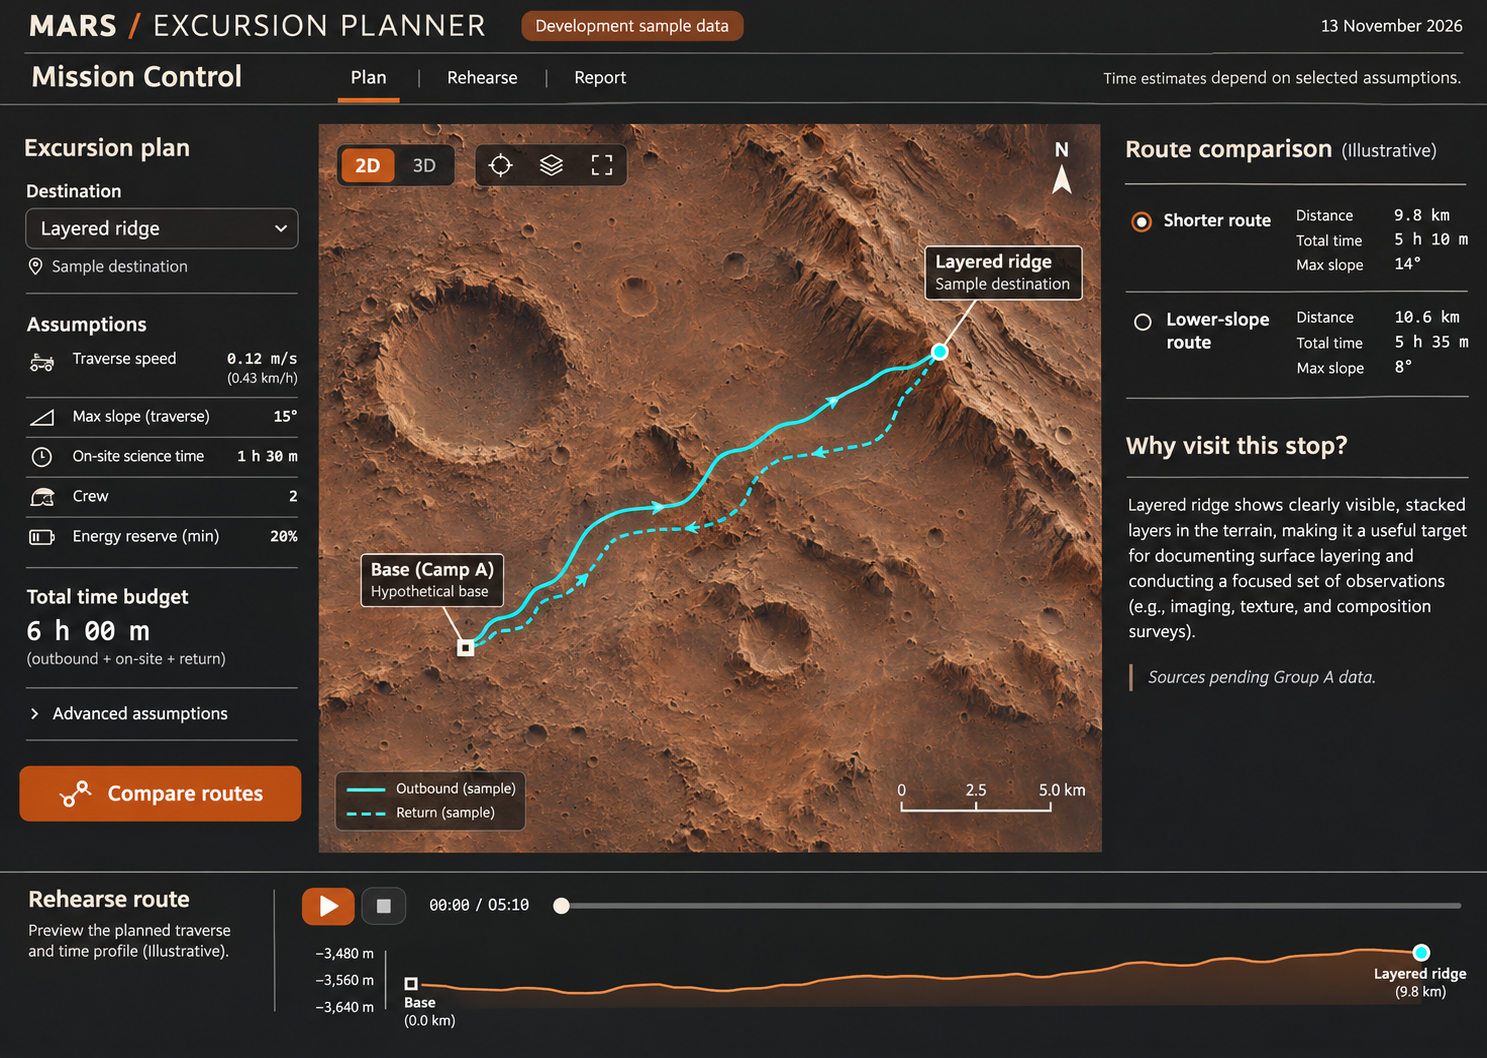 MARS / EXCURSION PLANNER
Development sample data
13 November 2026
Mission Control
Plan | Rehearse | Report
Time estimates depend on selected assumptions.
Excursion plan
Destination
Layered ridge
Sample destination
Assumptions
Traverse speed 0.12 m/s
(0.43 km/h)
Max slope (traverse) 15°
On-site science time 1 h 30 m
Crew 2
Energy reserve (min) 20%
Total time budget
6 h 00 m
(outbound + on-site + return)
Advanced assumptions
Compare routes
2D 3D
N
Layered ridge
Sample destination
Base (Camp A)
Hypothetical base
Outbound (sample)
Return (sample)
0 2.5 5.0 km
Route comparison (Illustrative)
Shorter route
Distance 9.8 km
Total time 5 h 10 m
Max slope 14°
Lower-slope
route
Distance 10.6 km
Total time 5 h 35 m
Max slope 8°
Why visit this stop?
Layered ridge shows clearly visible, stacked
layers in the terrain, making it a useful target
for documenting surface layering and
conducting a focused set of observations
(e.g., imaging, texture, and composition
surveys).
Sources pending Group A data.
Rehearse route
Preview the planned traverse
and time profile (Illustrative).
00:00 / 05:10
−3,480 m
−3,560 m
−3,640 m
Base
(0.0 km)
Layered ridge
(9.8 km)